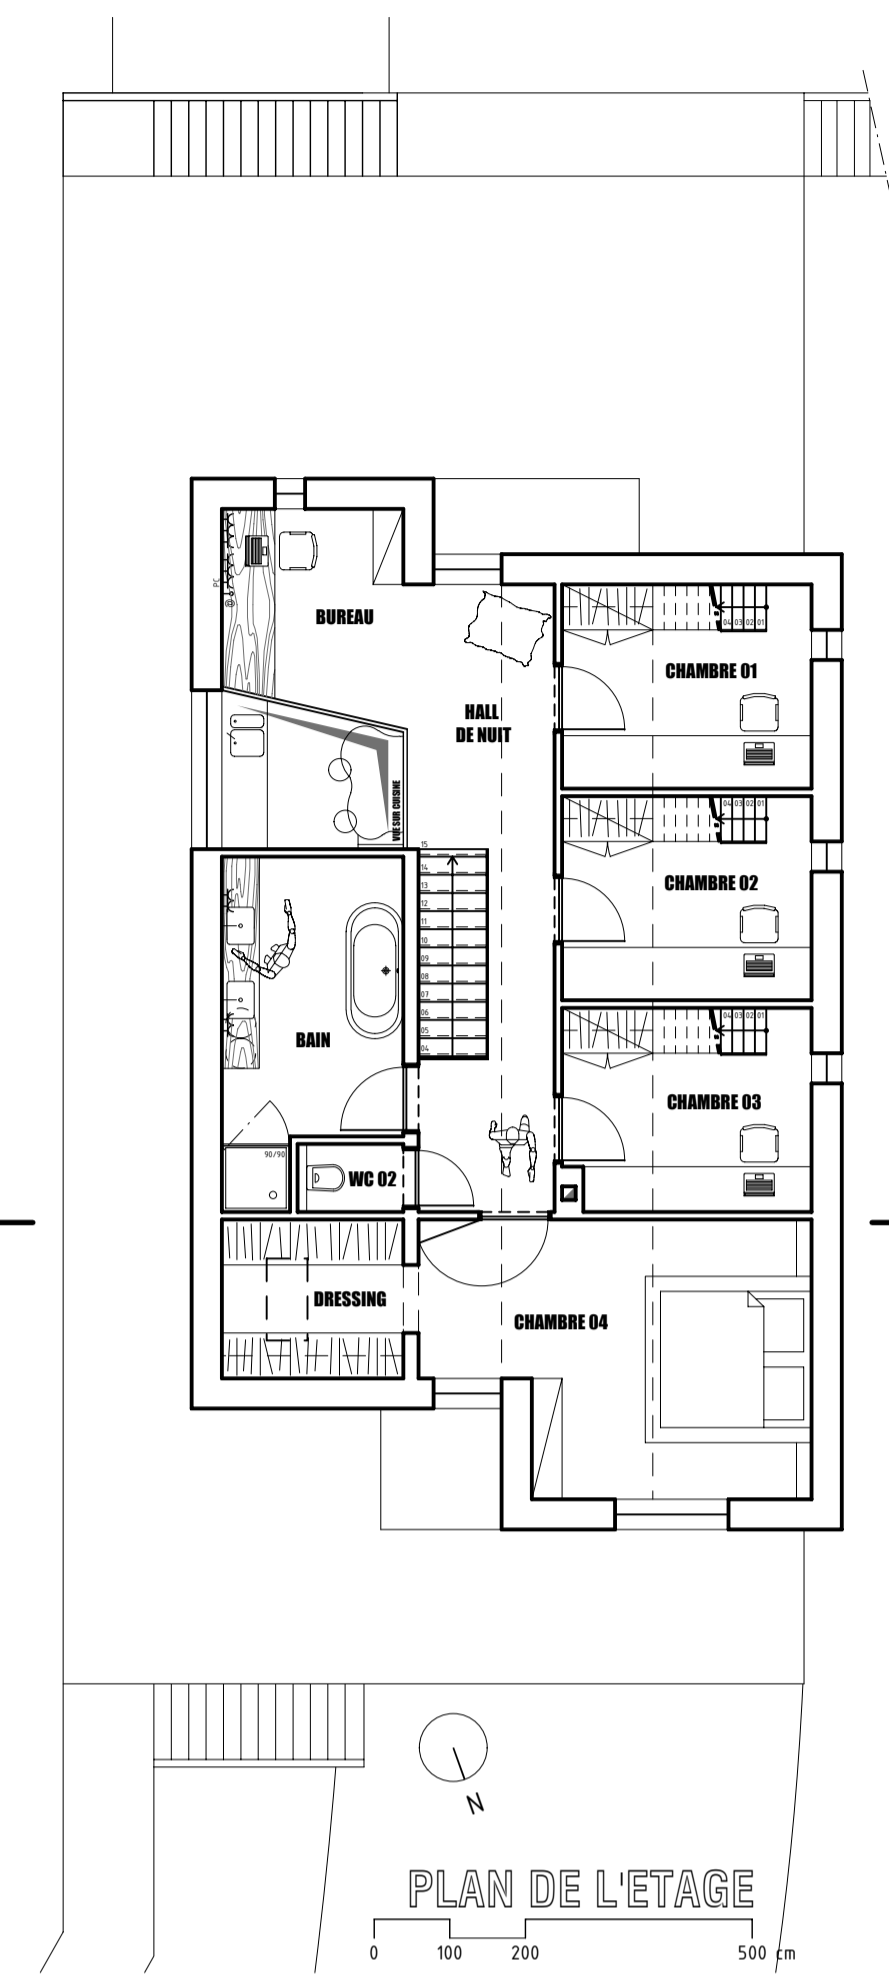 PC
@
BUREAU
CHAMBRE 01
04 03 02 01
HALL
DE NUIT
VUE SUR CUISINE
04 03 02 01
CHAMBRE 02
15
14
13
12
11
10
09
08
07
06
05
04
BAIN
04 03 02 01
CHAMBRE 03
90/90
WC 02
DRESSING
CHAMBRE 04
N
PLAN DE L'ETAGE
0 100 200 500 cm